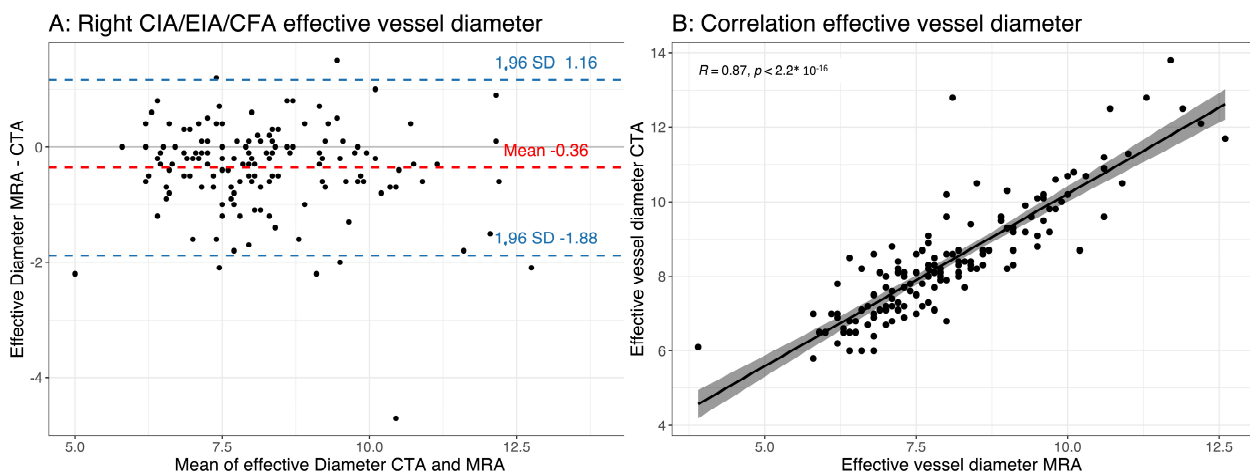 A: Right CIA/EIA/CFA effective vessel diameter
Effective Diameter MRA - CTA
1,96 SD 1.16
0
Mean -0.36
1,96 SD -1.88
-2
-4
5.0 7.5 10.0 12.5
Mean of effective Diameter CTA and MRA
B: Correlation effective vessel diameter
Effective vessel diameter CTA
14
R = 0.87, p < 2.2* 10-16
12
10
8
6
4
5.0 7.5 10.0 12.5
Effective vessel diameter MRA